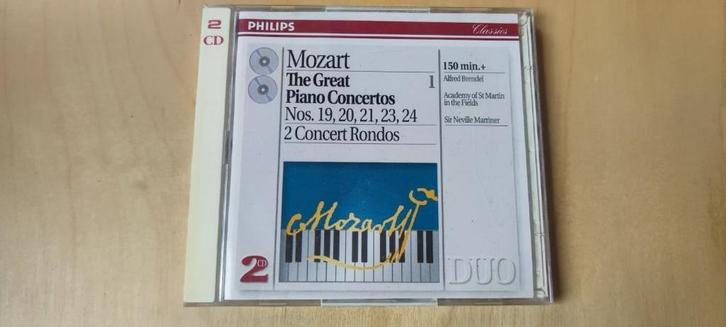 2
CD
PHILIPS
Classics
Mozart
The Great 1
Piano Concertos
Nos. 19, 20, 21, 23, 24
2 Concert Rondos
150 min.+
Alfred Brendel
Academy of St Martin
in the Fields
Sir Neville Marriner
Mozart
2 CD
DUO